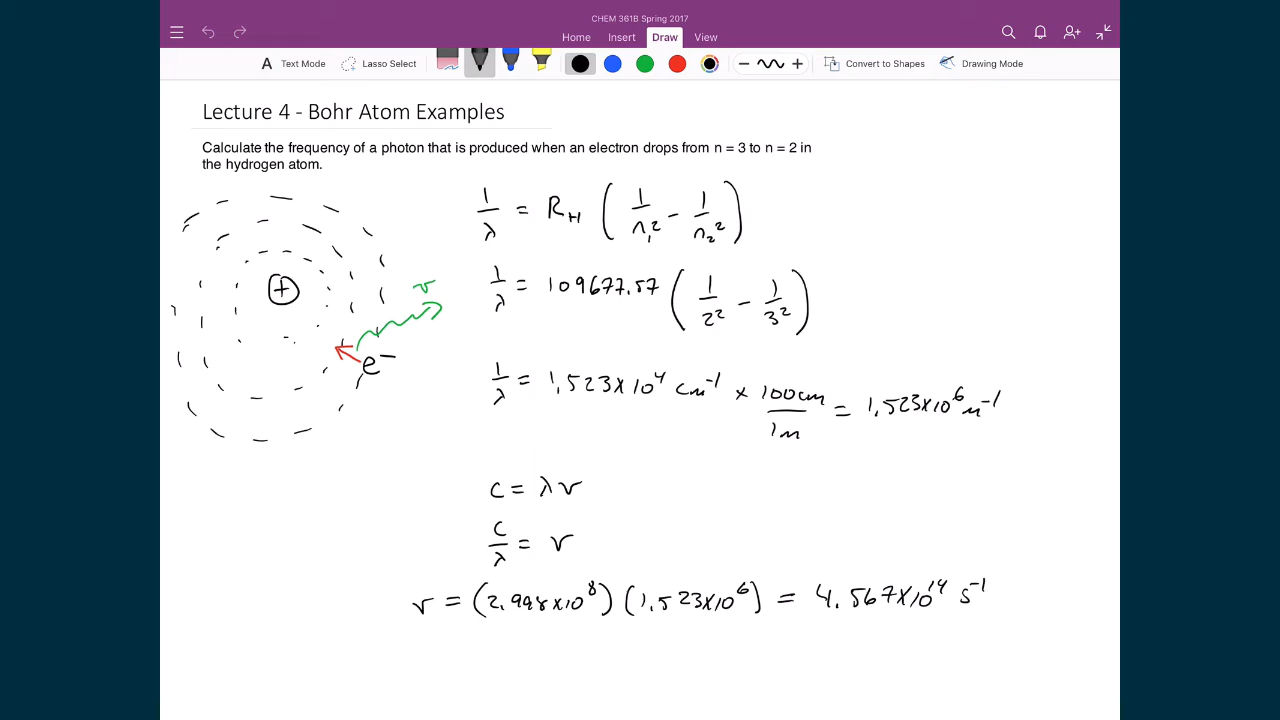 CHEM 361B Spring 2017
Home Insert Draw View
Text Mode Lasso Select Convert to Shapes Drawing Mode
Lecture 4 - Bohr Atom Examples
Calculate the frequency of a photon that is produced when an electron drops from n = 3 to n = 2 in
the hydrogen atom.
1/λ = R_H (1/n₁² - 1/n₂²)
+
ν
1/λ = 109677.57 (1/2² - 1/3²)
e⁻
1/λ = 1.523x10⁴ cm⁻¹ x 100cm/1m = 1.523x10⁶ m⁻¹
c = λν
c/λ = ν
ν = (2.998x10⁸)(1.523x10⁶) = 4.567x10¹⁴ s⁻¹